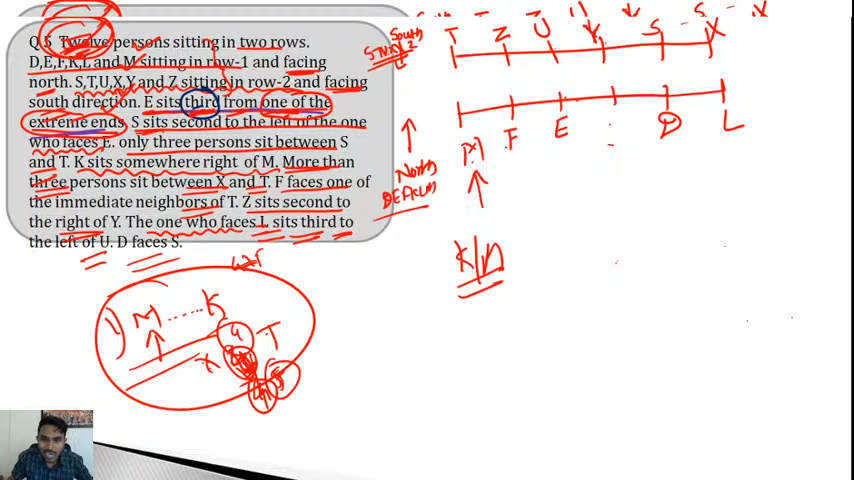 Q.5 Twelve persons sitting in two rows.
D,E,F,K,L and M sitting in row-1 and facing
north. S,T,U,X,Y and Z sitting in row-2 and facing
south direction. E sits third from one of the
extreme ends. S sits second to the left of the one
who faces E. only three persons sit between S
and T. K sits somewhere right of M. More than
three persons sit between X and T. F faces one of
the immediate neighbors of T. Z sits second to
the right of Y. The one who faces L sits third to
the left of U. D faces S.
South
T Z U Y S X
F E D L
M
North
DEFKLM
K/M
1) M ...... K
T